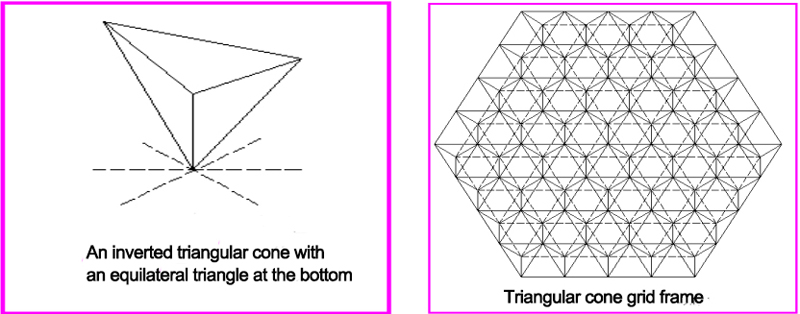 An inverted triangular cone with
an equilateral triangle at the bottom
Triangular cone grid frame